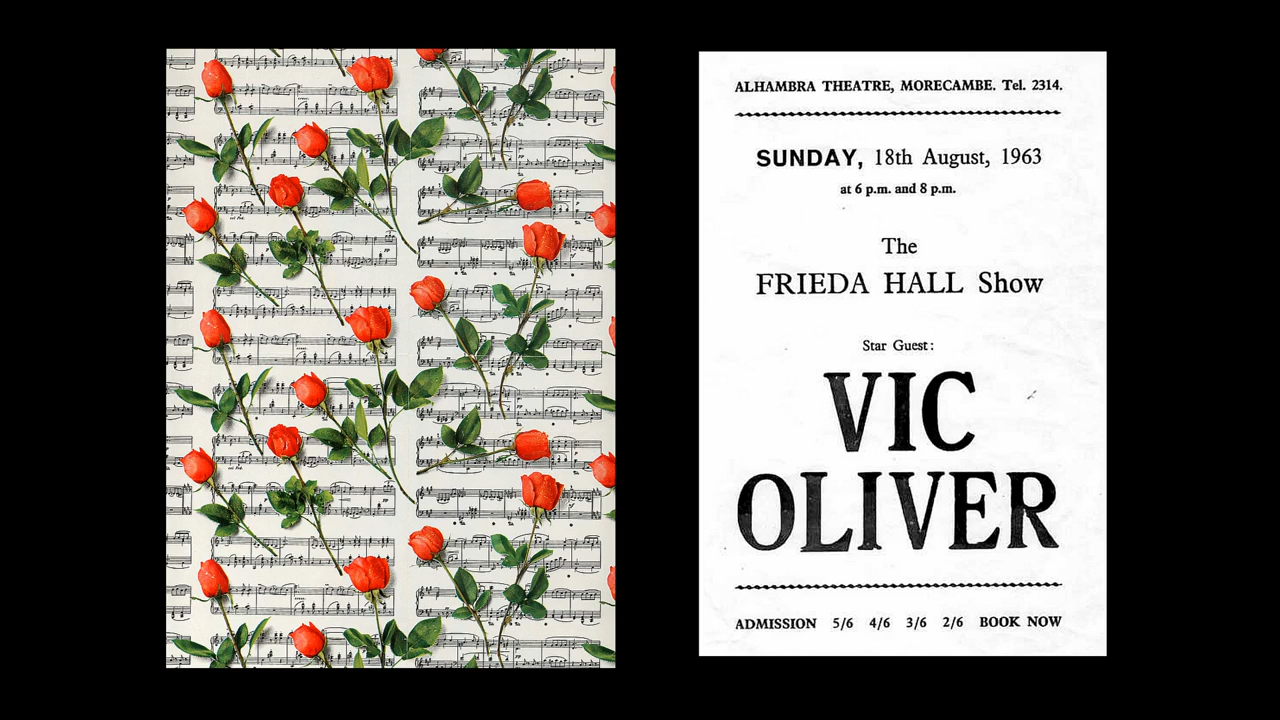 ALHAMBRA THEATRE, MORECAMBE. Tel. 2314.
SUNDAY, 18th August, 1963
at 6 p.m. and 8 p.m.
The
FRIEDA HALL Show
Star Guest:
VIC
OLIVER
ADMISSION 5/6 4/6 3/6 2/6 BOOK NOW